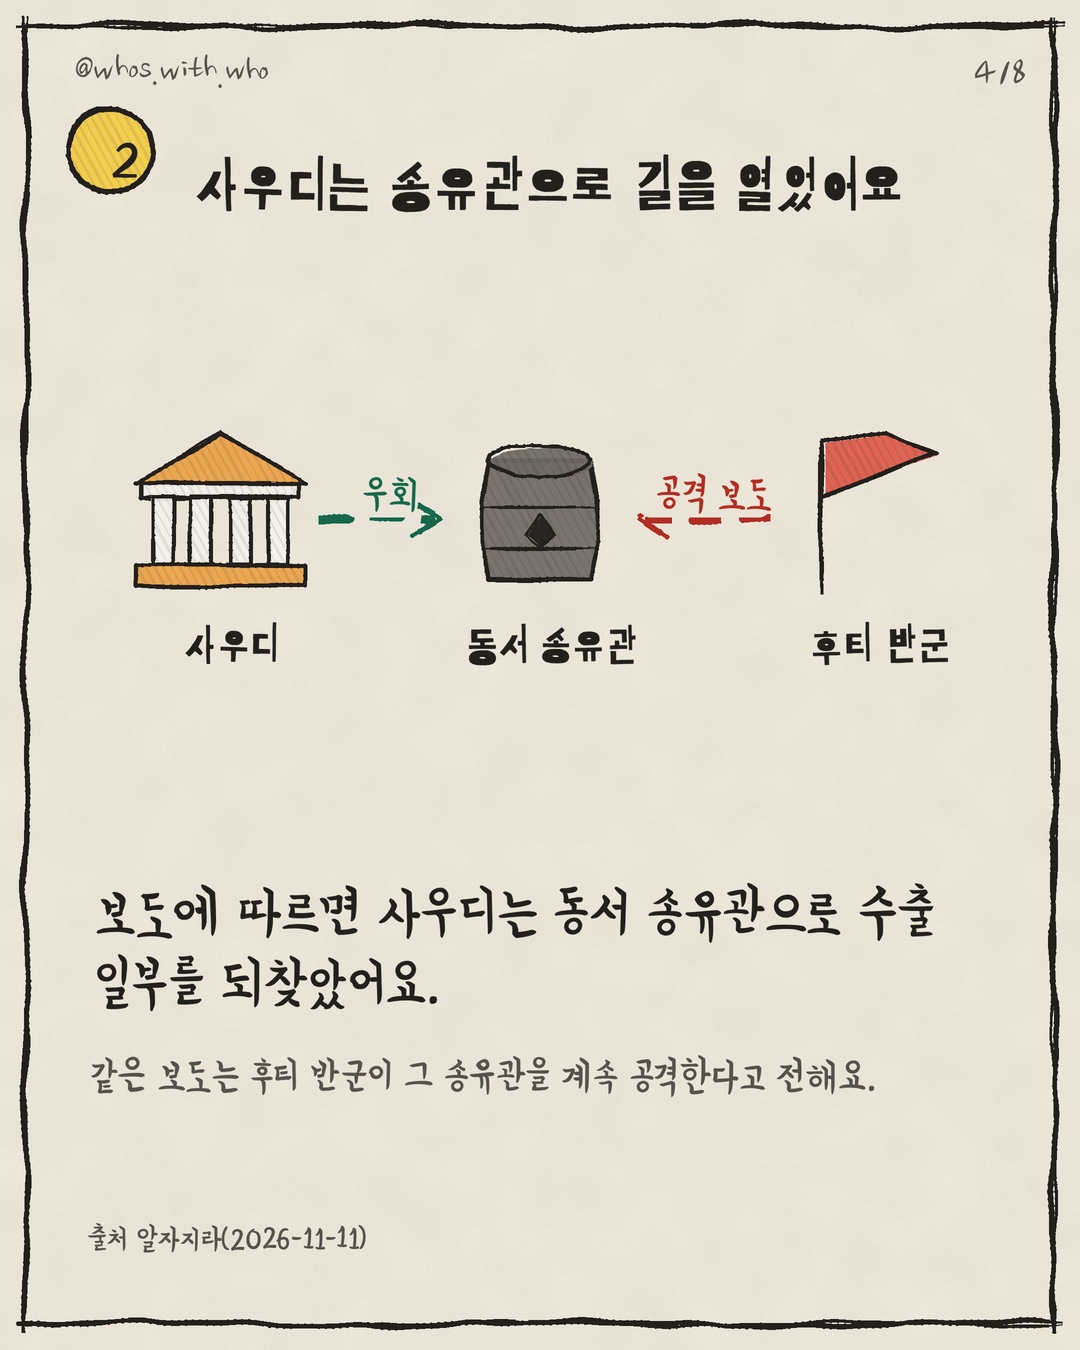 @whos.with.who
4/8
2
사우디는 송유관으로 길을 열었어요
우회
공격 보도
사우디
동서 송유관
후티 반군
보도에 따르면 사우디는 동서 송유관으로 수출
일부를 되찾았어요.
같은 보도는 후티 반군이 그 송유관을 계속 공격한다고 전해요.
출처 알자지라(2026-11-11)